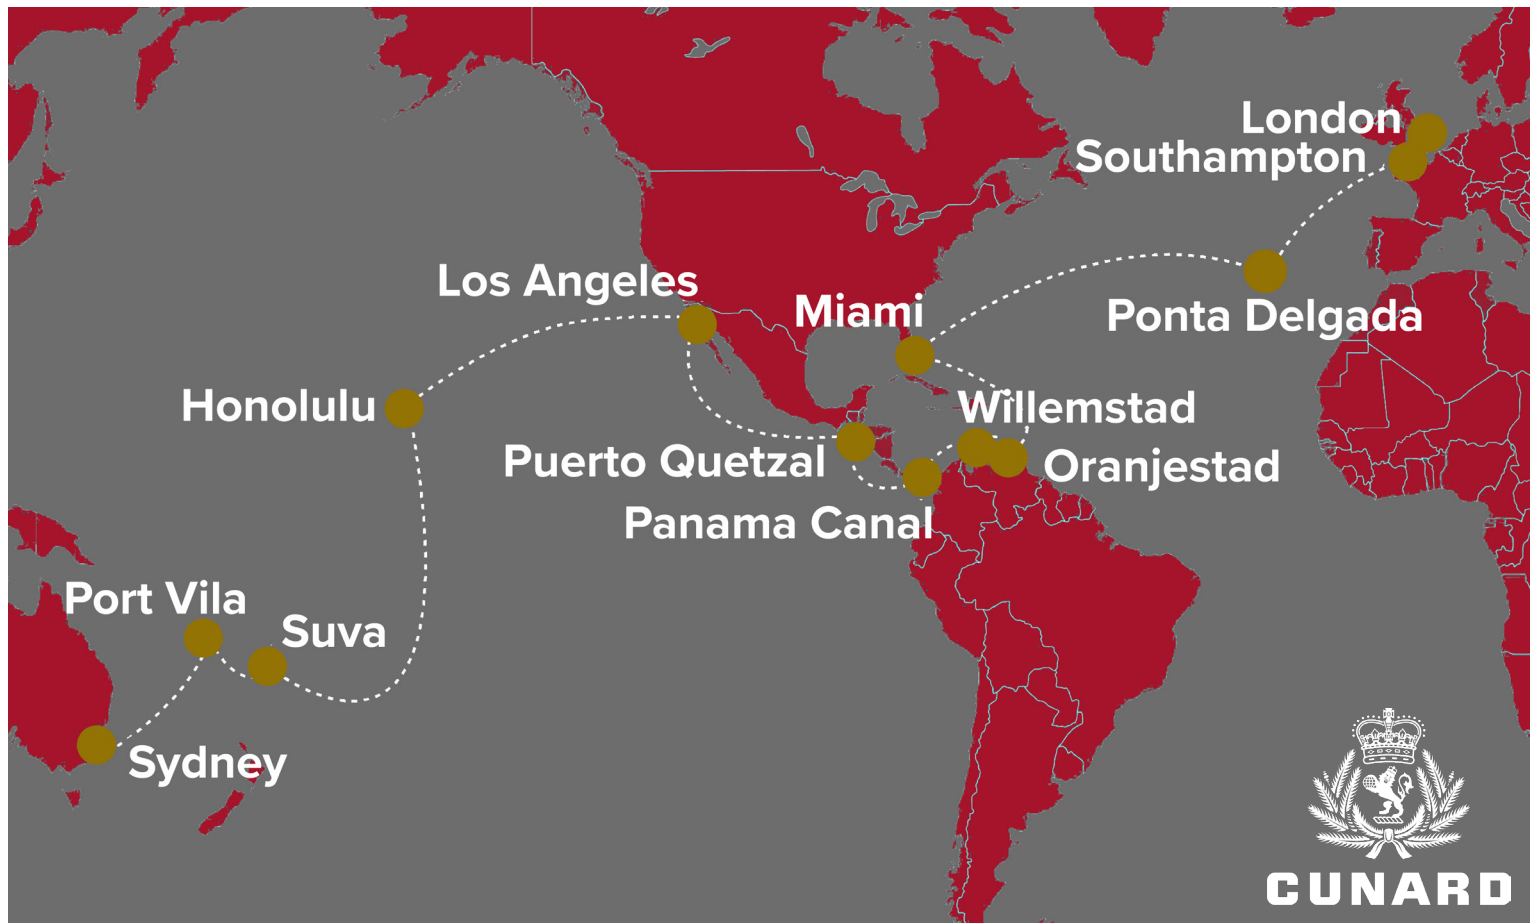 London
Southampton
Los Angeles
Miami
Ponta Delgada
Honolulu
Willemstad
Puerto Quetzal
Oranjestad
Panama Canal
Port Vila
Suva
Sydney
CUNARD